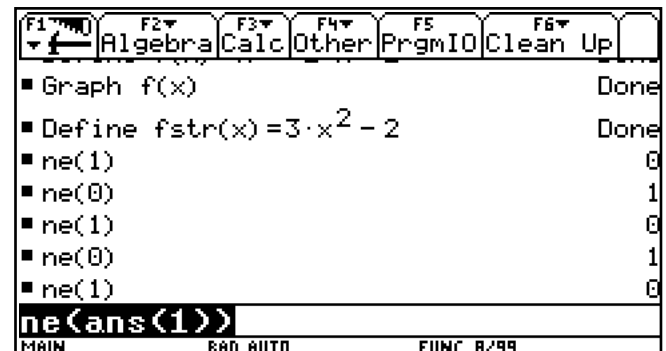 F1 F2 F3 F4 F5 F6
Algebra Calc Other PrgmIO Clean Up
■ Graph f(x) Done
■ Define fstr(x)=3·x² - 2 Done
■ ne(1) 0
■ ne(0) 1
■ ne(1) 0
■ ne(0) 1
■ ne(1) 0
ne(ans(1))
MAIN RAD AUTO FUNC 8/99